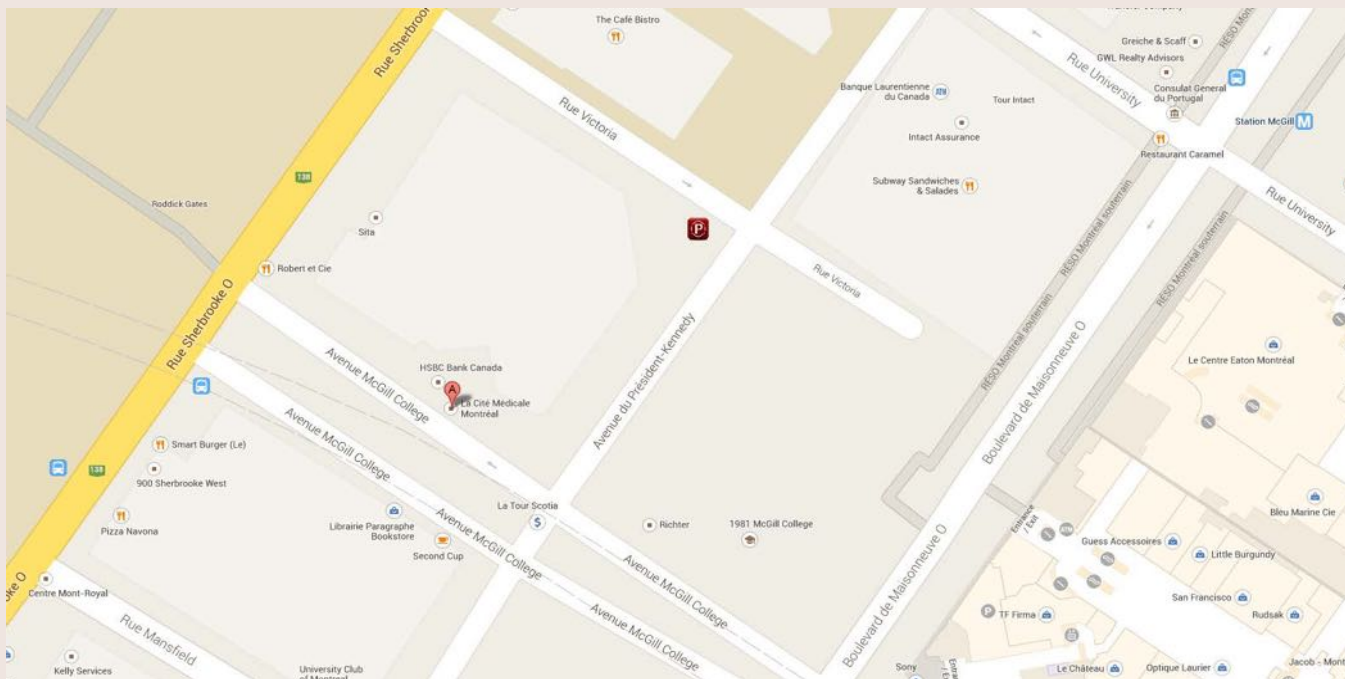 The Café Bistro
Greiche & Scaff
GWL Realty Advisors
Consulat General
du Portugal
RÉSO Mont
Rue Sherbrooke
Rue University
Rue Victoria
Banque Laurentienne
du Canada
Tour Intact
Intact Assurance
Station McGill
M
Restaurant Caramel
138
Subway Sandwiches
& Salades
Roddick Gates
Rue University
Sita
P
RÉSO Montréal souterrain
Robert et Cie
Rue Victoria
RÉSO Montréal souterrain
Rue Sherbrooke O
Avenue McGill College
Avenue du Président-Kennedy
RÉSO Montréal souterrain
Le Centre Eaton Montréal
HSBC Bank Canada
A
La Cité Médicale
Montréal
Boulevard de Maisonneuve O
Avenue McGill College
Smart Burger (Le)
138
900 Sherbrooke West
Pizza Navona
Librairie Paragraphe
Bookstore
La Tour Scotia
$
Richter
1981 McGill College
Entrance
/ Exit
Bleu Marine Cie
Second Cup
Avenue McGill College
Guess Accessoires
Little Burgundy
Avenue McGill College
Centre Mont-Royal
Boulevard de Maisonneuve O
San Francisco
Rudsak
P
TF Firma
Rue Mansfield
Avenue McGill College
Kelly Services
University Club
Sony
Le Château
Optique Laurier
Jacob - Mont